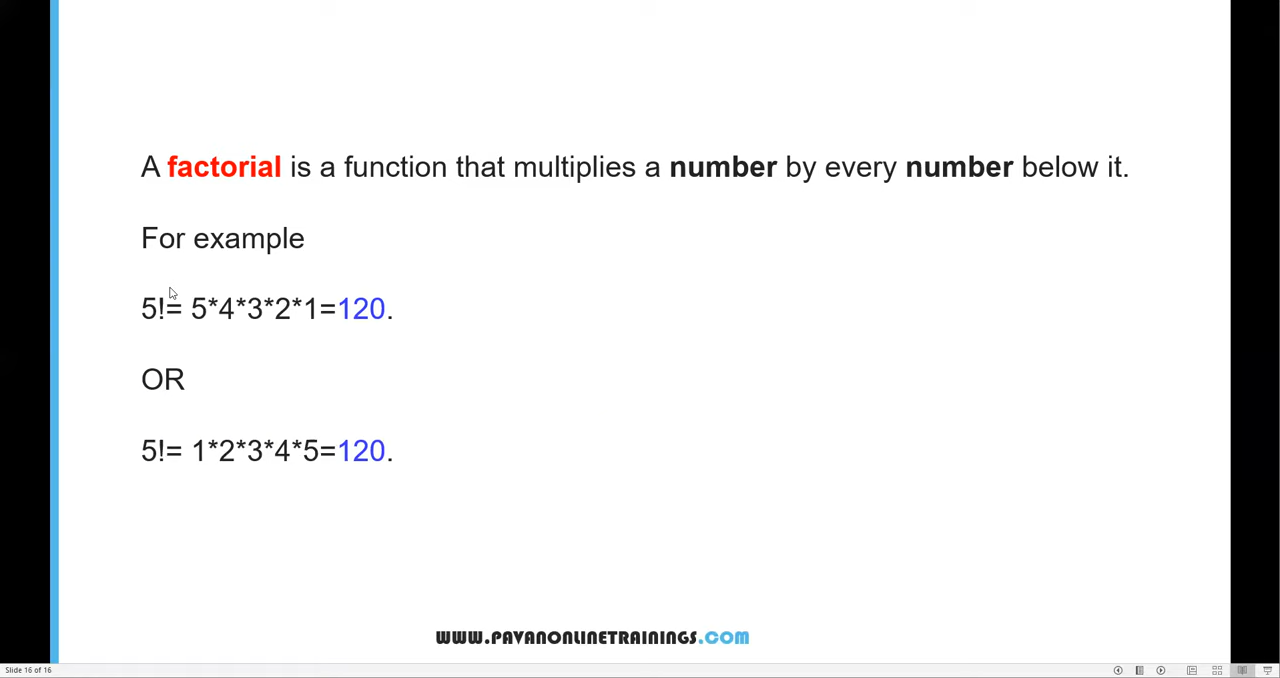 A factorial is a function that multiplies a number by every number below it.
For example
5!= 5*4*3*2*1=120.
OR
5!= 1*2*3*4*5=120.
WWW.PAVANONLINETRAININGS.COM
Slide 16 of 16